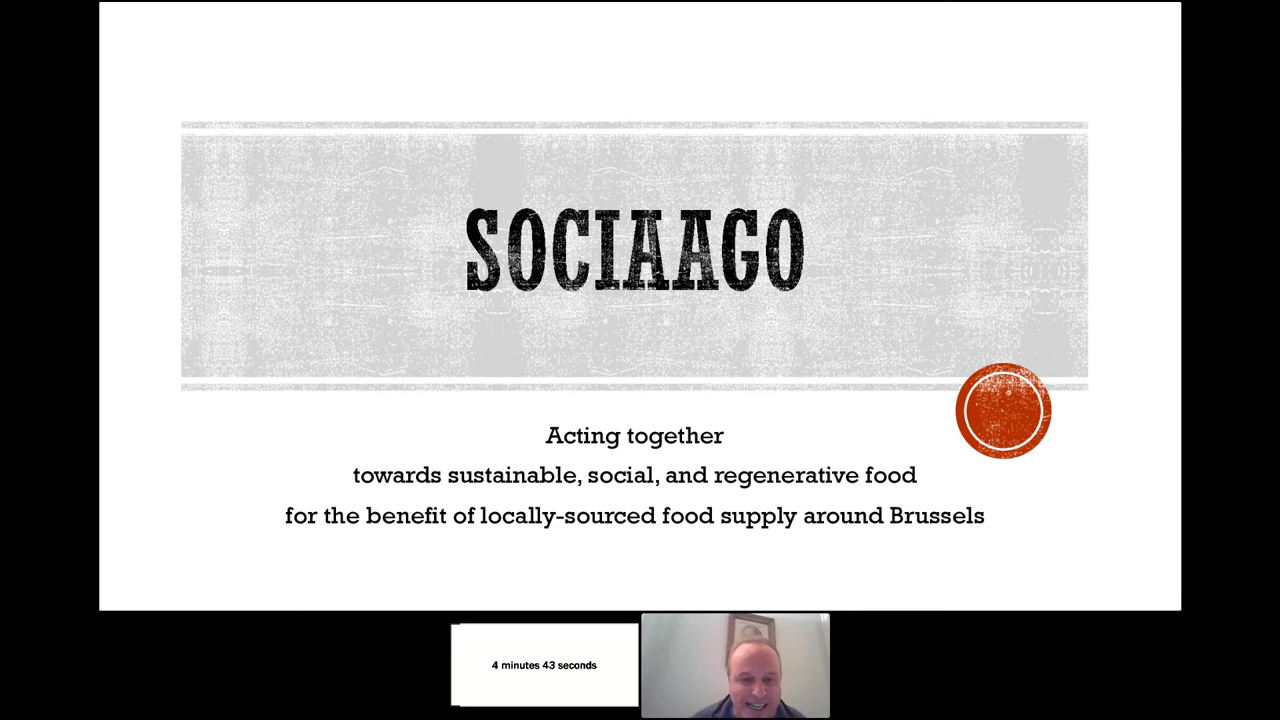 SOCIAAGO
Acting together
towards sustainable, social, and regenerative food
for the benefit of locally-sourced food supply around Brussels
4 minutes 43 seconds